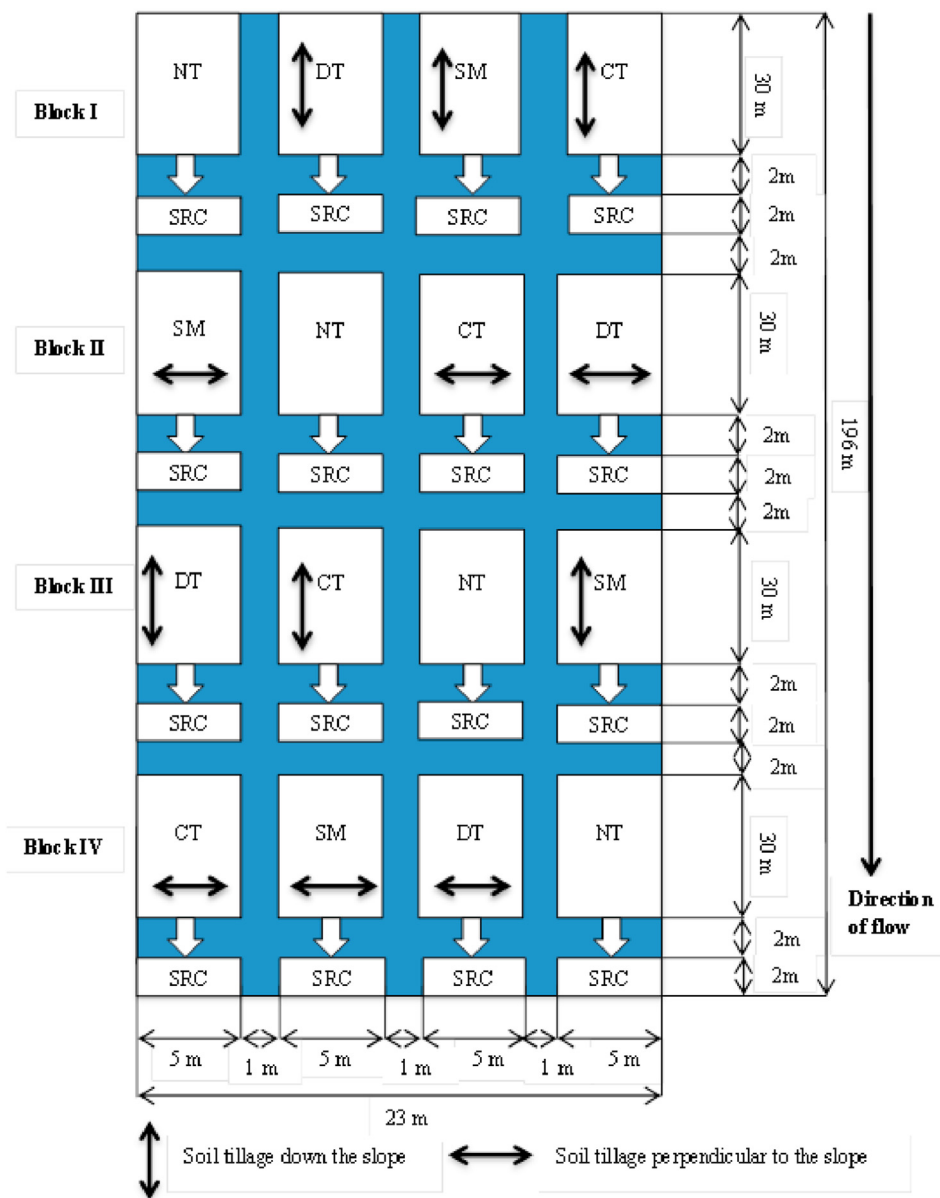 NT
DT
SM
CT
Block I
30 m
2m
SRC
SRC
SRC
SRC
2m
2m
SM
NT
CT
DT
Block II
30 m
196 m
2m
SRC
SRC
SRC
SRC
2m
2m
DT
CT
NT
SM
Block III
30 m
2m
SRC
SRC
SRC
SRC
2m
2m
CT
SM
DT
NT
Block IV
30 m
Direction
of flow
2m
SRC
SRC
SRC
SRC
2m
5 m
1 m
5 m
1 m
5 m
1 m
5 m
23 m
Soil tillage down the slope
Soil tillage perpendicular to the slope